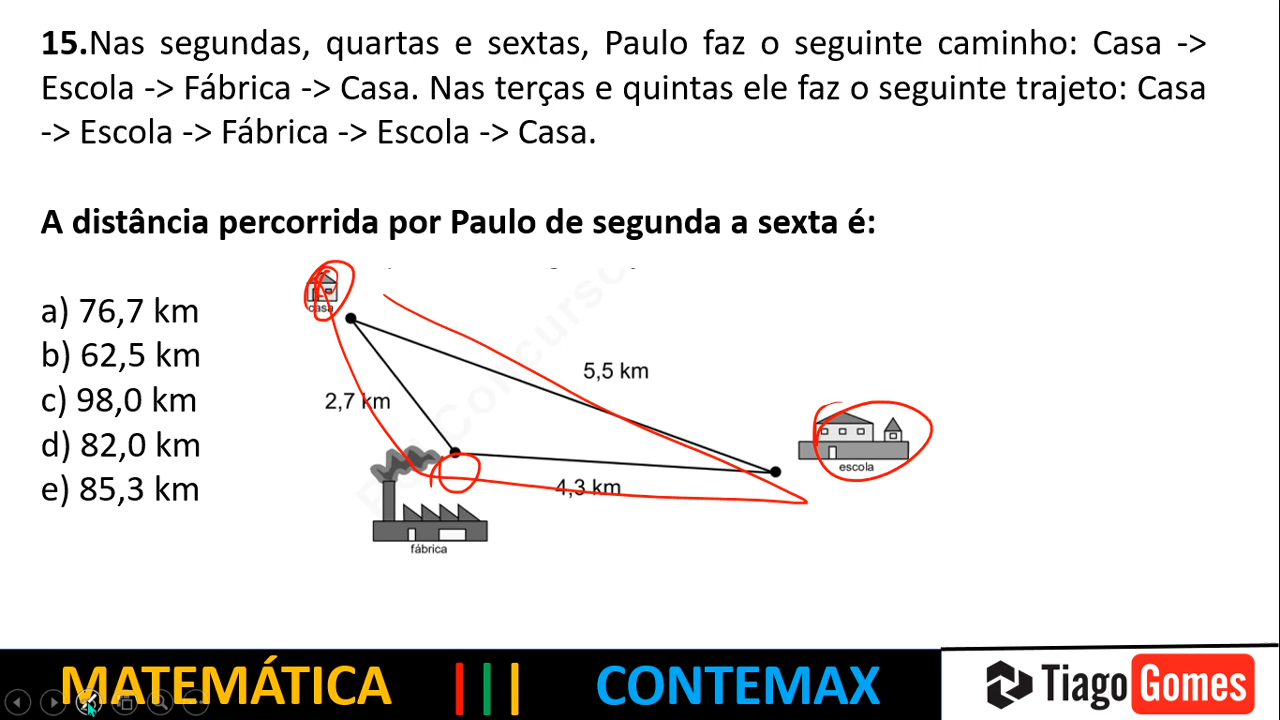 15.Nas segundas, quartas e sextas, Paulo faz o seguinte caminho: Casa ->
Escola -> Fábrica -> Casa. Nas terças e quintas ele faz o seguinte trajeto: Casa
-> Escola -> Fábrica -> Escola -> Casa.
A distância percorrida por Paulo de segunda a sexta é:
a) 76,7 km
b) 62,5 km
c) 98,0 km
d) 82,0 km
e) 85,3 km
casa
5,5 km
2,7 km
escola
4,3 km
fábrica
MATEMÁTICA
CONTEMAX
Tiago Gomes